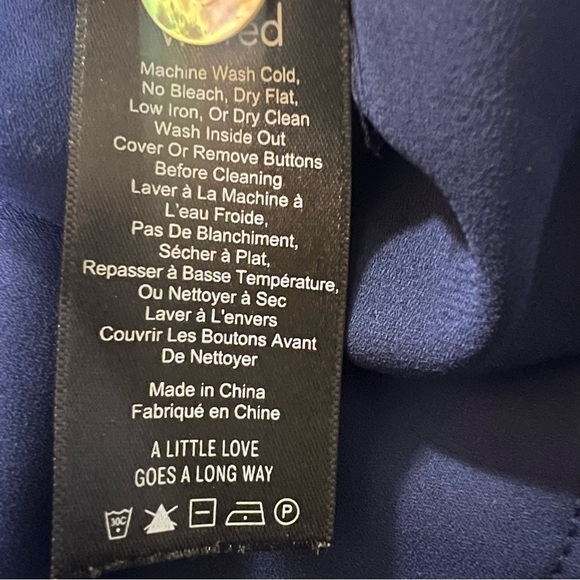 Machine Wash Cold,
No Bleach, Dry Flat,
Low Iron, Or Dry Clean
Wash Inside Out
Cover Or Remove Buttons
Before Cleaning
Laver à La Machine à
L'eau Froide,
Pas De Blanchiment,
Sécher à Plat,
Repasser à Basse Température,
Ou Nettoyer à Sec
Laver à L'envers
Couvrir Les Boutons Avant
De Nettoyer
Made in China
Fabriqué en Chine
A LITTLE LOVE
GOES A LONG WAY
30C P